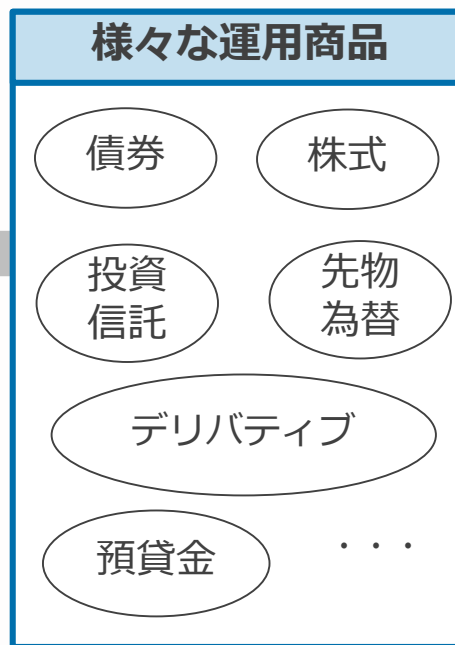 様々な運用商品
債券
株式
投資
信託
先物
為替
デリバティブ
預貸金
・・・